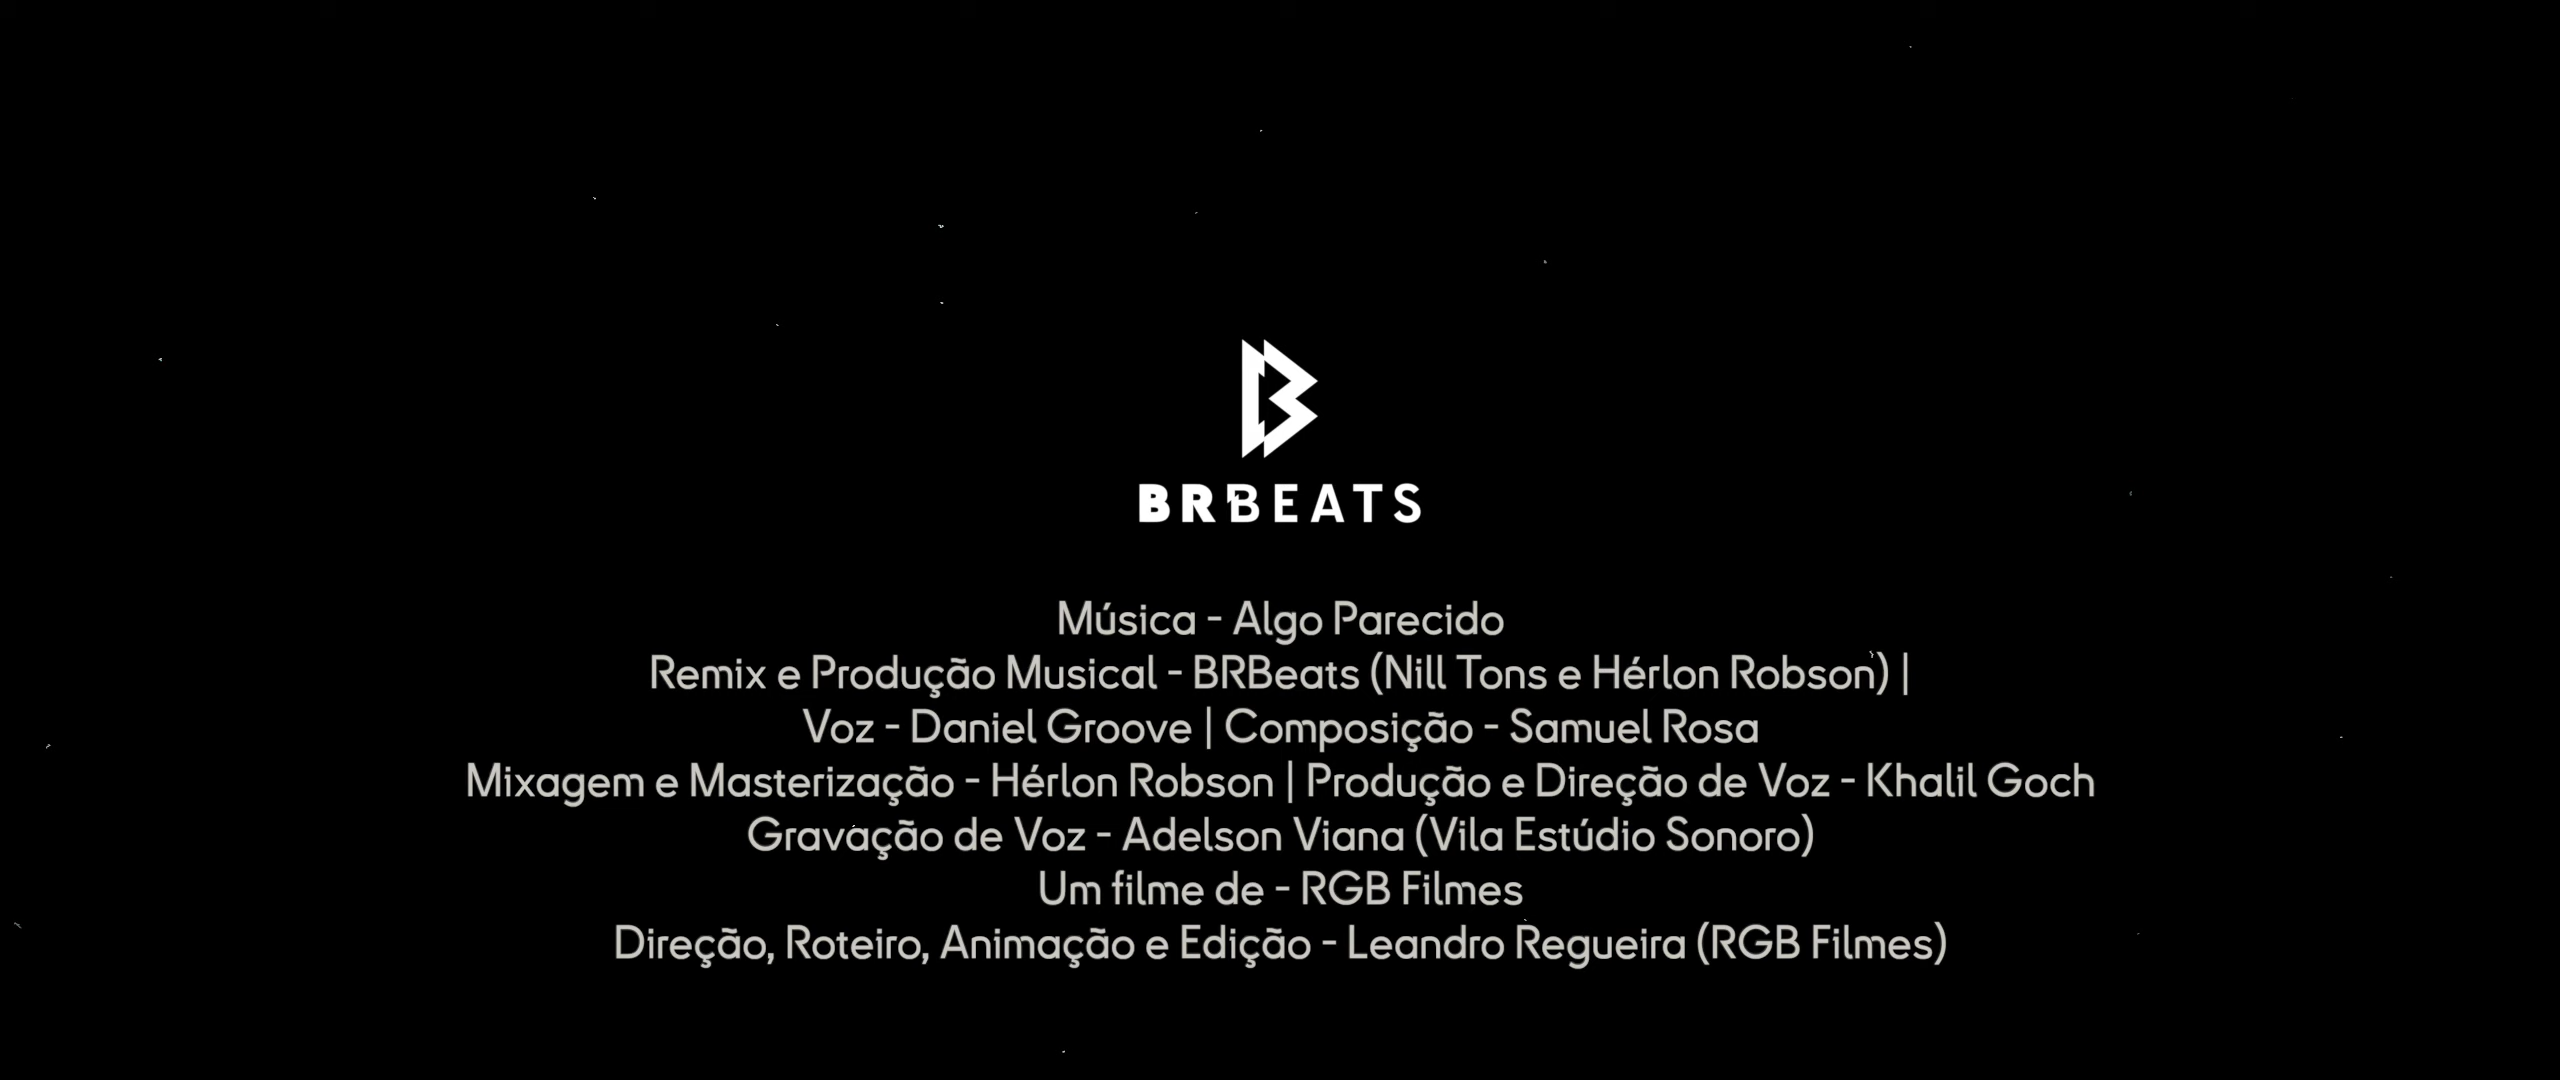 BRBEATS
Música - Algo Parecido
Remix e Produção Musical - BRBeats (Nill Tons e Hérlon Robson) |
Voz - Daniel Groove | Composição - Samuel Rosa
Mixagem e Masterização - Hérlon Robson | Produção e Direção de Voz - Khalil Goch
Gravação de Voz - Adelson Viana (Vila Estúdio Sonoro)
Um filme de - RGB Filmes
Direção, Roteiro, Animação e Edição - Leandro Regueira (RGB Filmes)